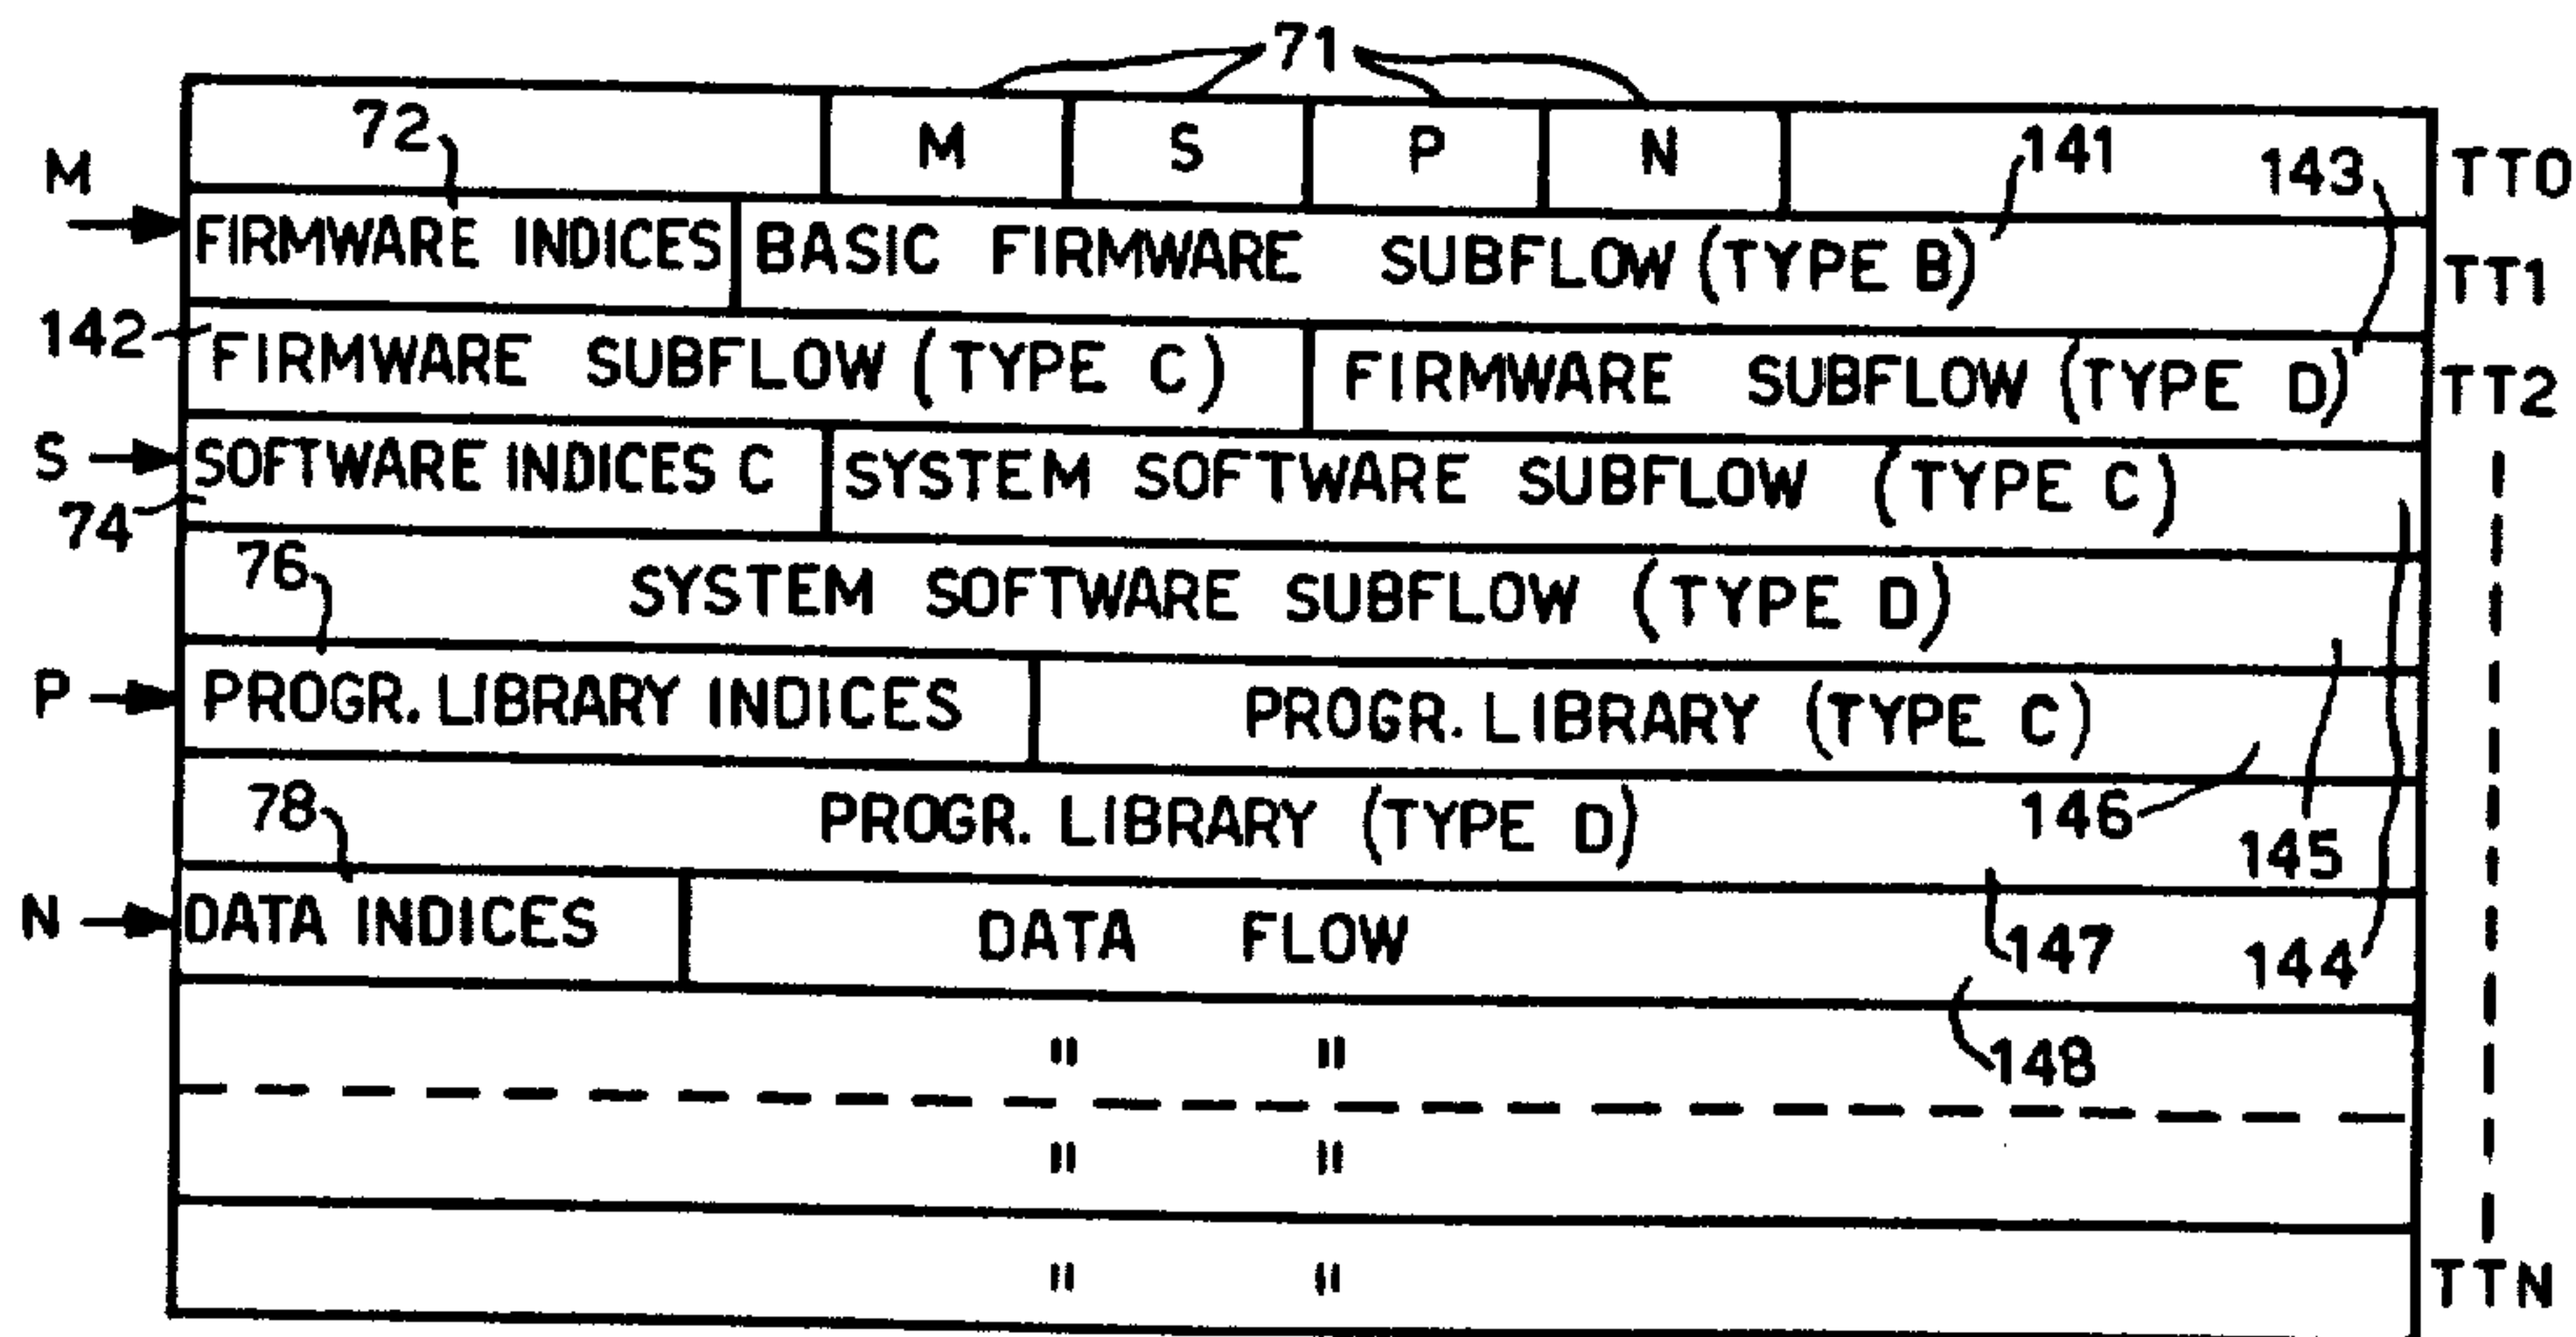 71
72 M S P N 141 143 TT0
M FIRMWARE INDICES BASIC FIRMWARE SUBFLOW (TYPE B) TT1
142 FIRMWARE SUBFLOW (TYPE C) FIRMWARE SUBFLOW (TYPE D) TT2
S SOFTWARE INDICES C SYSTEM SOFTWARE SUBFLOW (TYPE C)
74
76 SYSTEM SOFTWARE SUBFLOW (TYPE D)
P PROGR. LIBRARY INDICES PROGR. LIBRARY (TYPE C)
78 PROGR. LIBRARY (TYPE D) 146 145
N DATA INDICES DATA FLOW 147 144
" " 148
" "
" " TTN